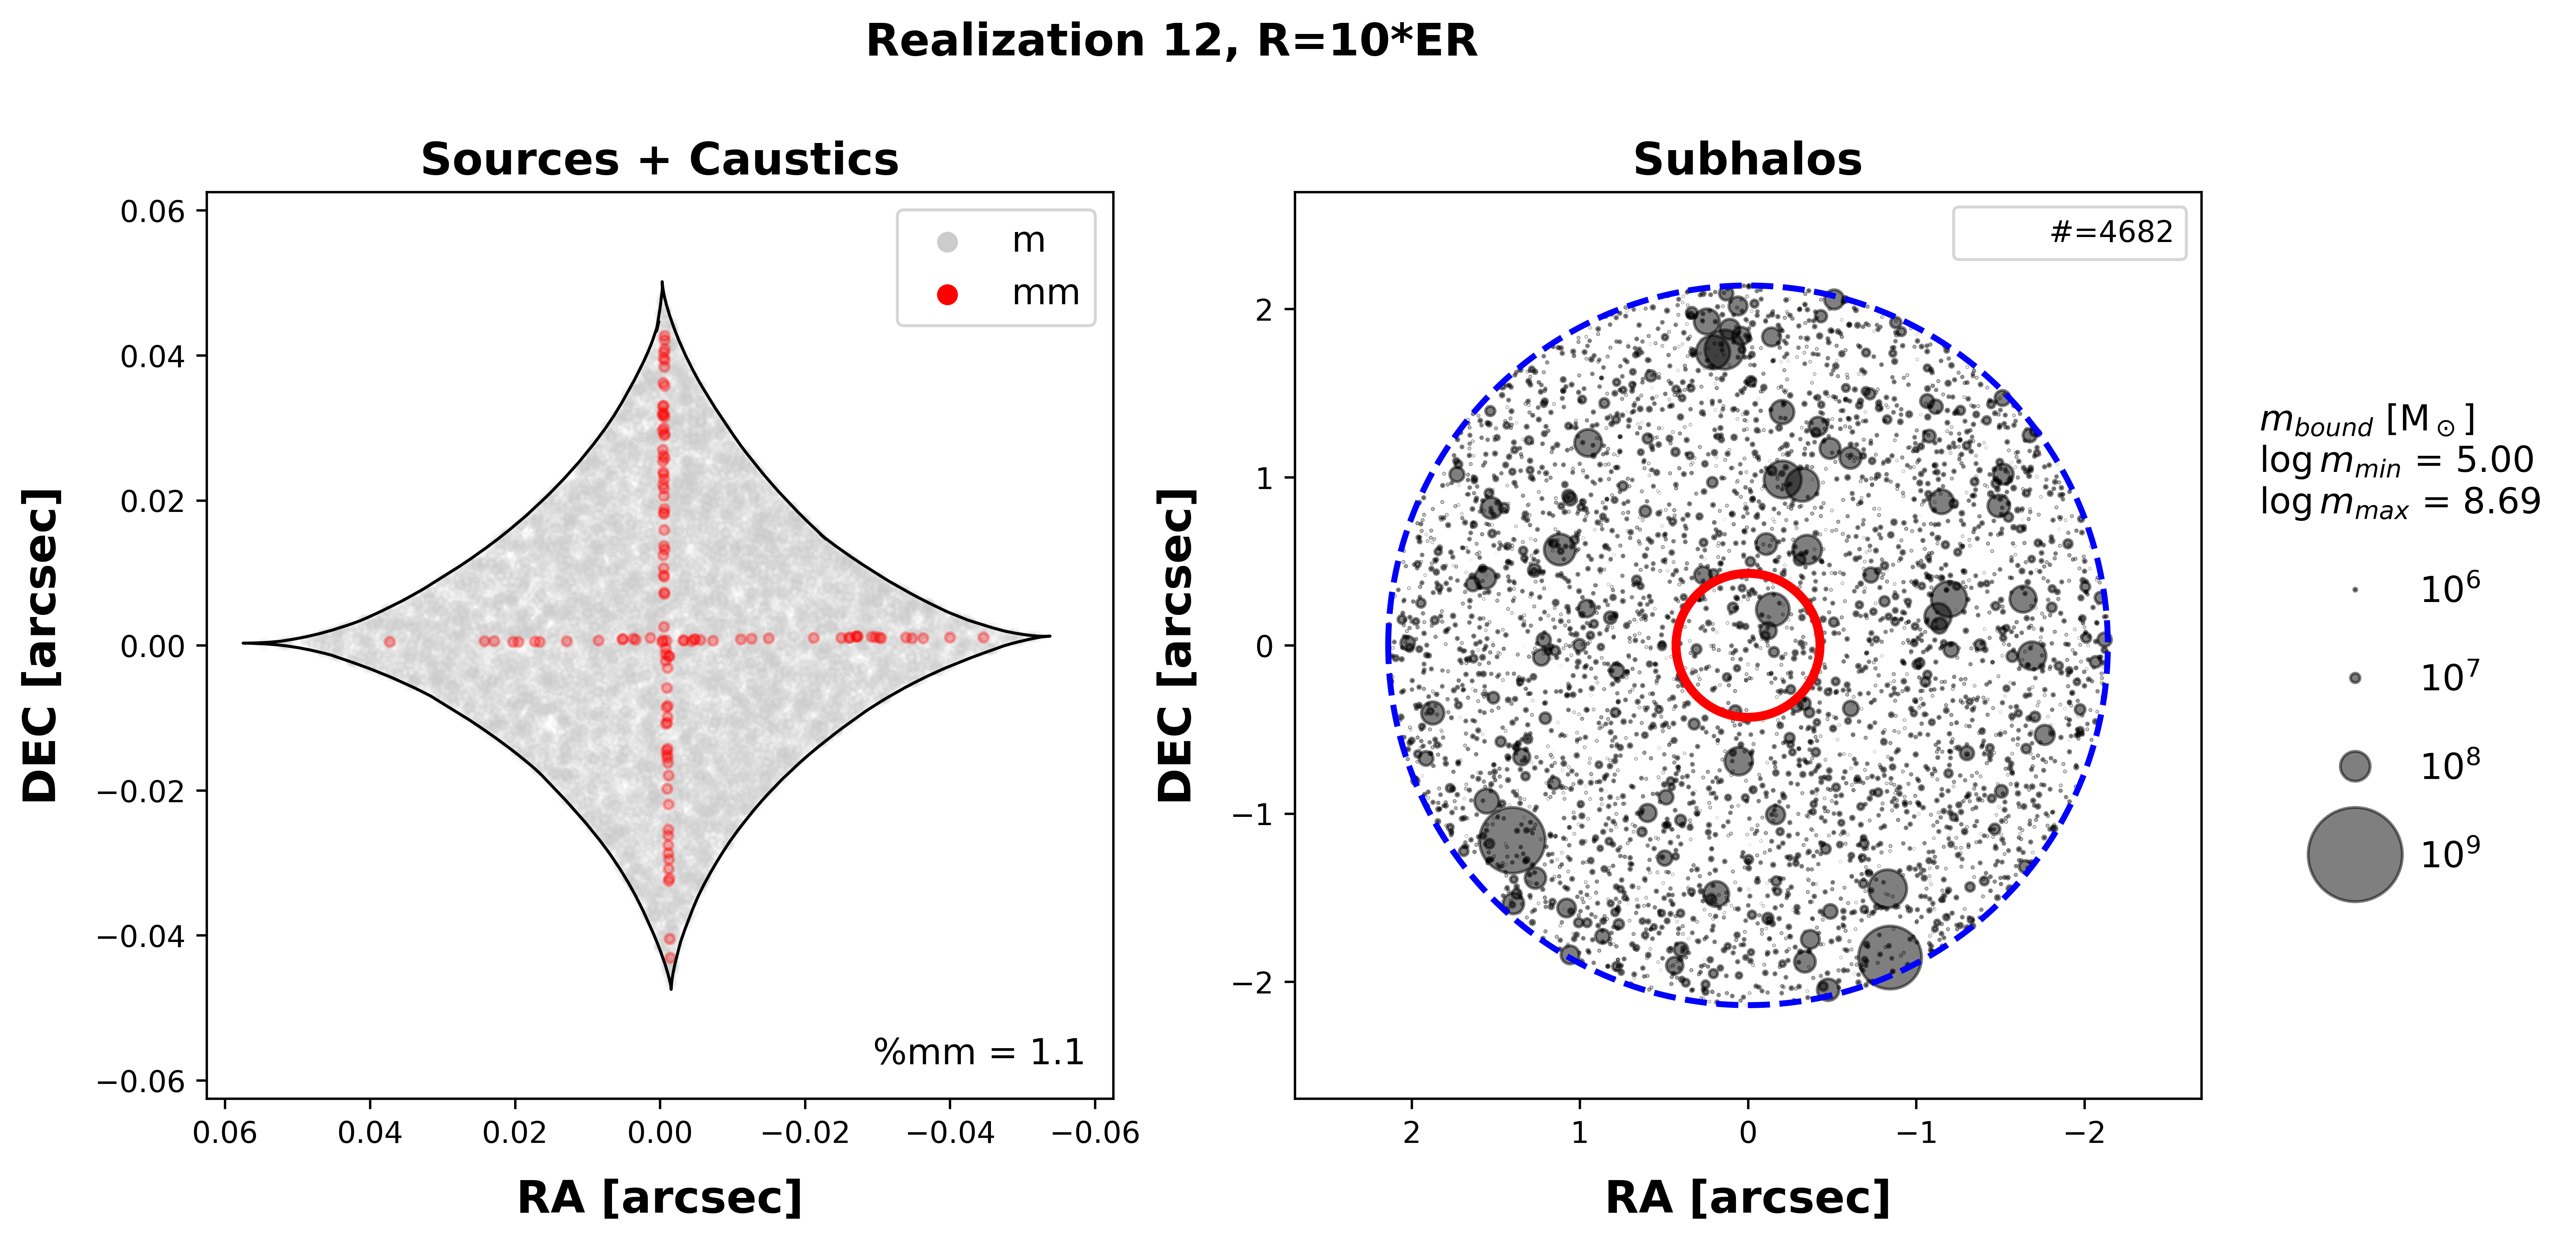 Realization 12, R=10*ER
Sources + Caustics
m
mm
0.06
0.04
0.02
0.00
−0.02
−0.04
−0.06
DEC [arcsec]
%mm = 1.1
0.06
0.04
0.02
0.00
−0.02
−0.04
−0.06
RA [arcsec]
Subhalos
#=4682
2
1
0
−1
−2
DEC [arcsec]
2
1
0
−1
−2
RA [arcsec]
m_bound [M_⊙]
log m_min = 5.00
log m_max = 8.69
10^6
10^7
10^8
10^9